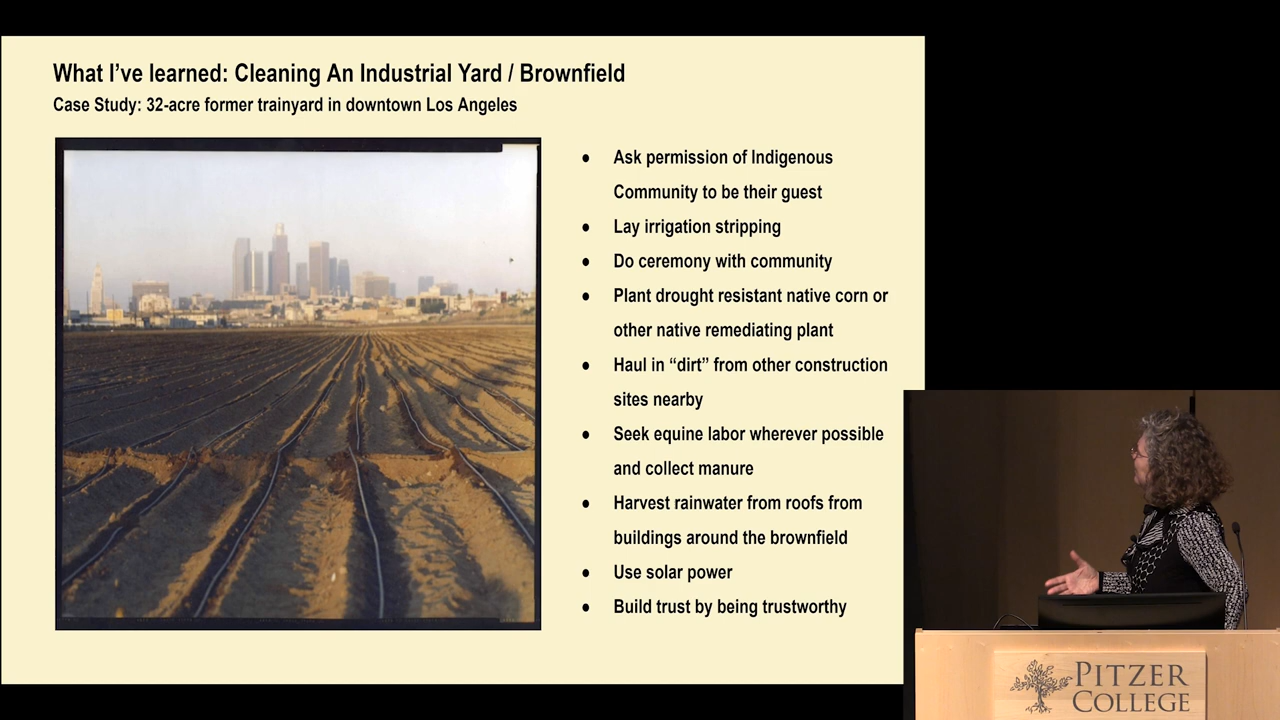 What I've learned: Cleaning An Industrial Yard / Brownfield
Case Study: 32-acre former trainyard in downtown Los Angeles
● Ask permission of Indigenous
Community to be their guest
● Lay irrigation stripping
● Do ceremony with community
● Plant drought resistant native corn or
other native remediating plant
● Haul in “dirt” from other construction
sites nearby
● Seek equine labor wherever possible
and collect manure
● Harvest rainwater from roofs from
buildings around the brownfield
● Use solar power
● Build trust by being trustworthy
PITZER
COLLEGE